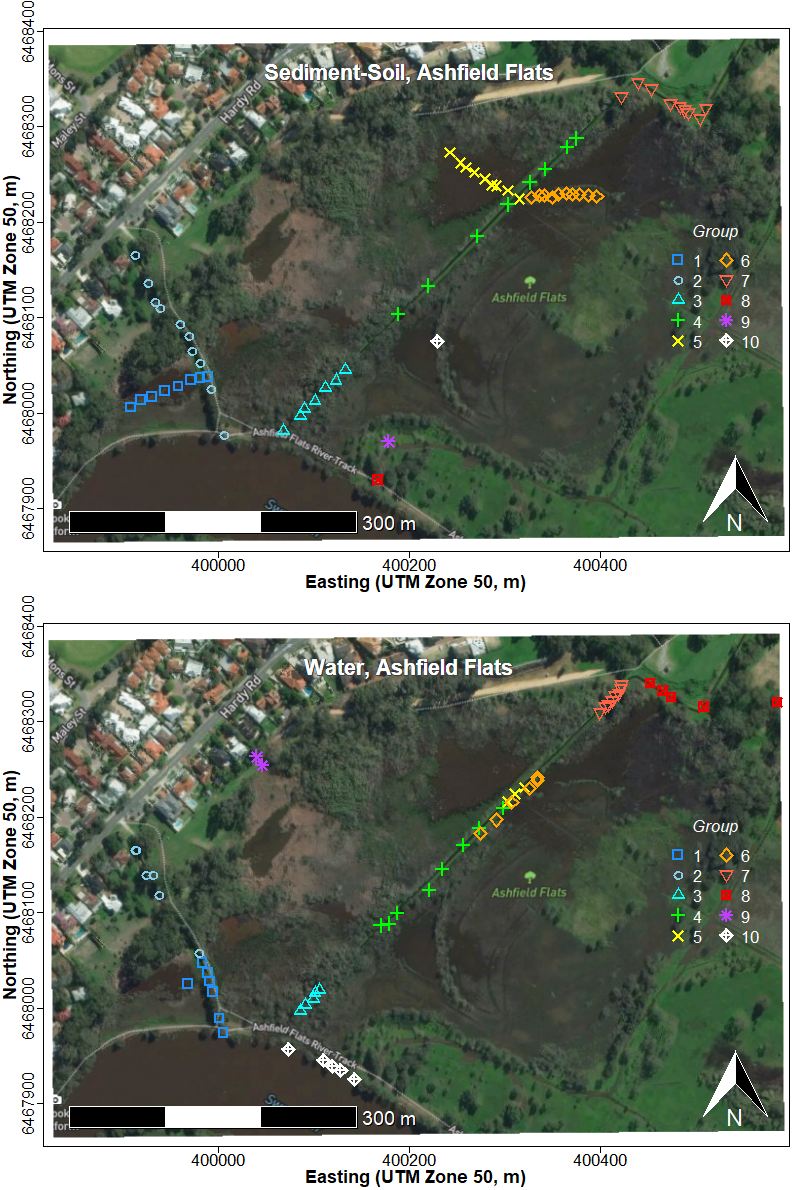 Sediment-Soil, Ashfield Flats
Hardy Rd
Maley St
Group
1 6
2 7
3 8
4 9
5 10
Ashfield Flats
Ashfield Flats River Track
300 m
N
6468400
6468300
6468200
6468100
6468000
6467900
Northing (UTM Zone 50, m)
400000 400200 400400
Easting (UTM Zone 50, m)
Water, Ashfield Flats
Hardy Rd
Maley St
Group
1 6
2 7
3 8
4 9
5 10
Ashfield Flats
Ashfield Flats River Track
300 m
N
6468400
6468300
6468200
6468100
6468000
6467900
Northing (UTM Zone 50, m)
400000 400200 400400
Easting (UTM Zone 50, m)